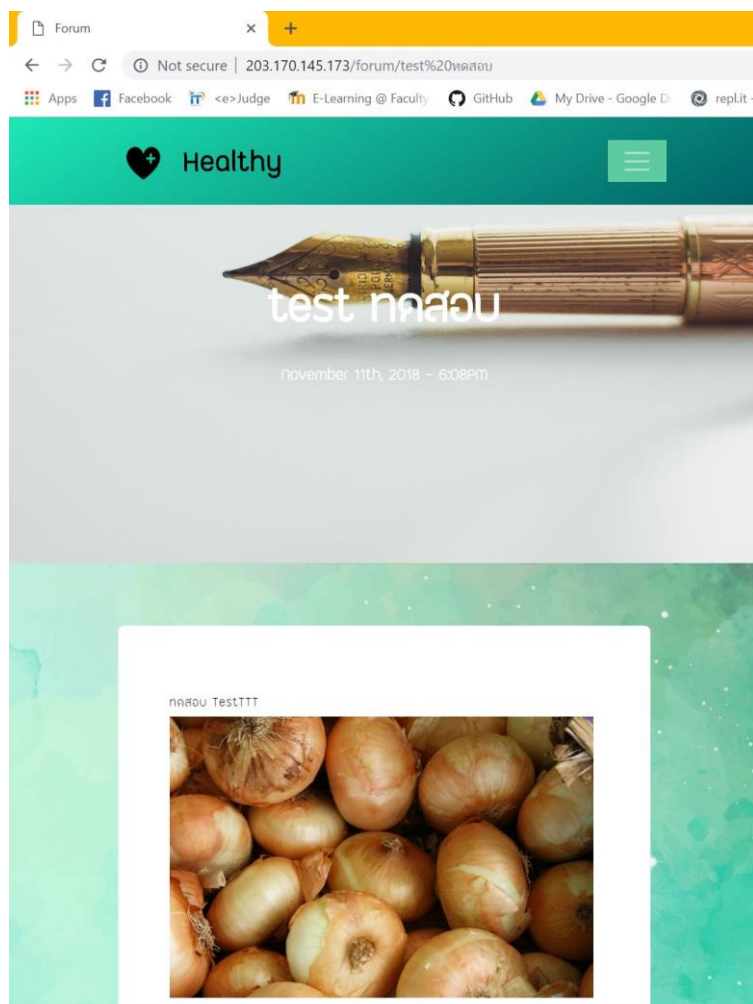 Forum
Not secure | 203.170.145.173/forum/test%20ทดสอบ
Apps Facebook <e>Judge E-Learning @ Faculty GitHub My Drive - Google D repl.it -
Healthy
test ทดสอบ
November 11th, 2018 - 6:08PM
ทดสอบ TestTTT